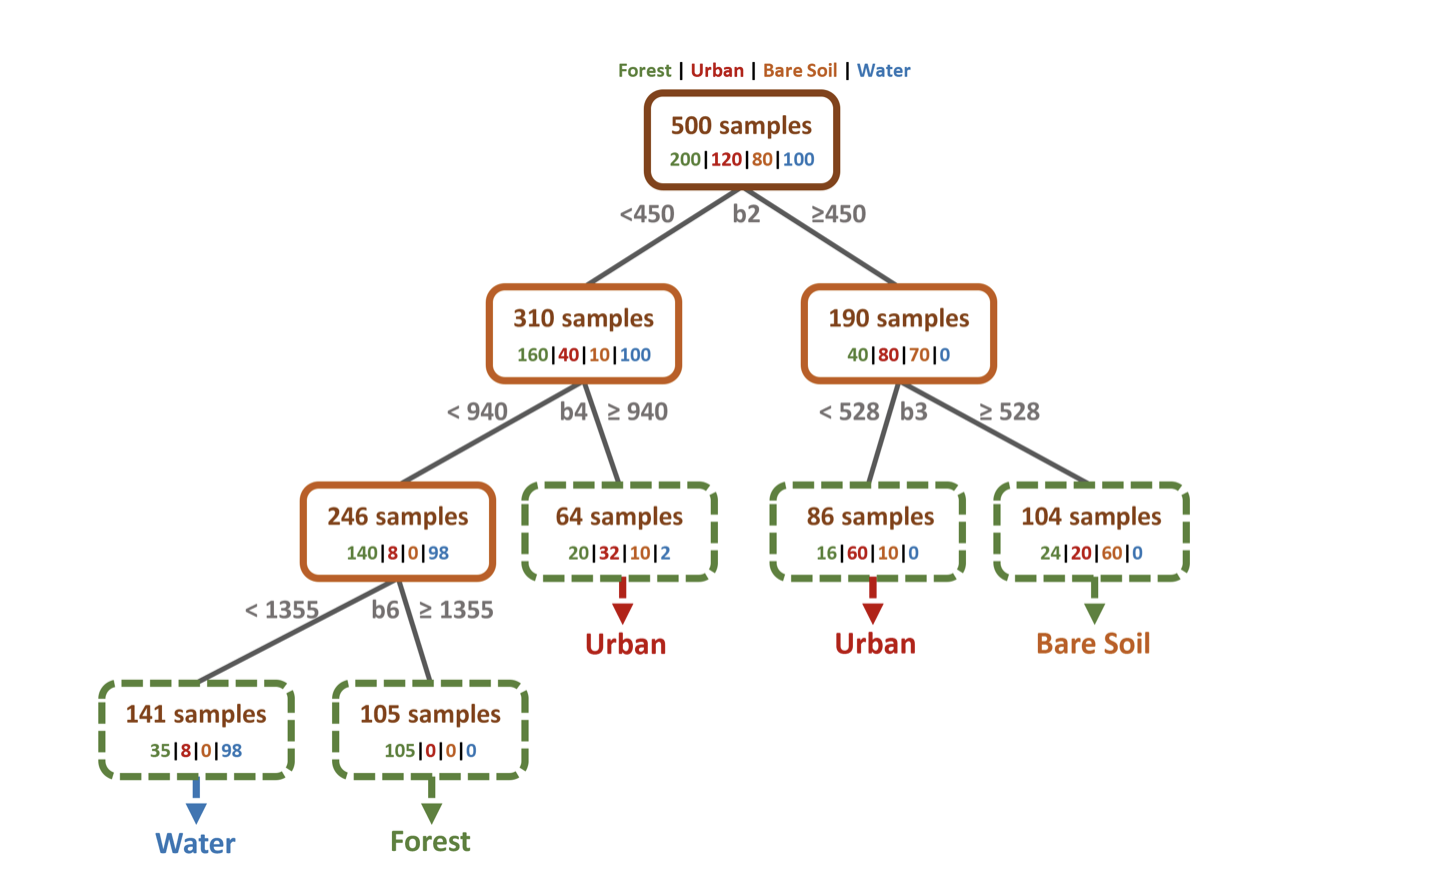 Forest | Urban | Bare Soil | Water
500 samples
200|120|80|100
<450 b2 ≥450
310 samples
160|40|10|100
190 samples
40|80|70|0
< 940 b4 ≥ 940
< 528 b3 ≥ 528
246 samples
140|8|0|98
64 samples
20|32|10|2
86 samples
16|60|10|0
104 samples
24|20|60|0
< 1355 b6 ≥ 1355
Urban
Urban
Bare Soil
141 samples
35|8|0|98
105 samples
105|0|0|0
Water
Forest